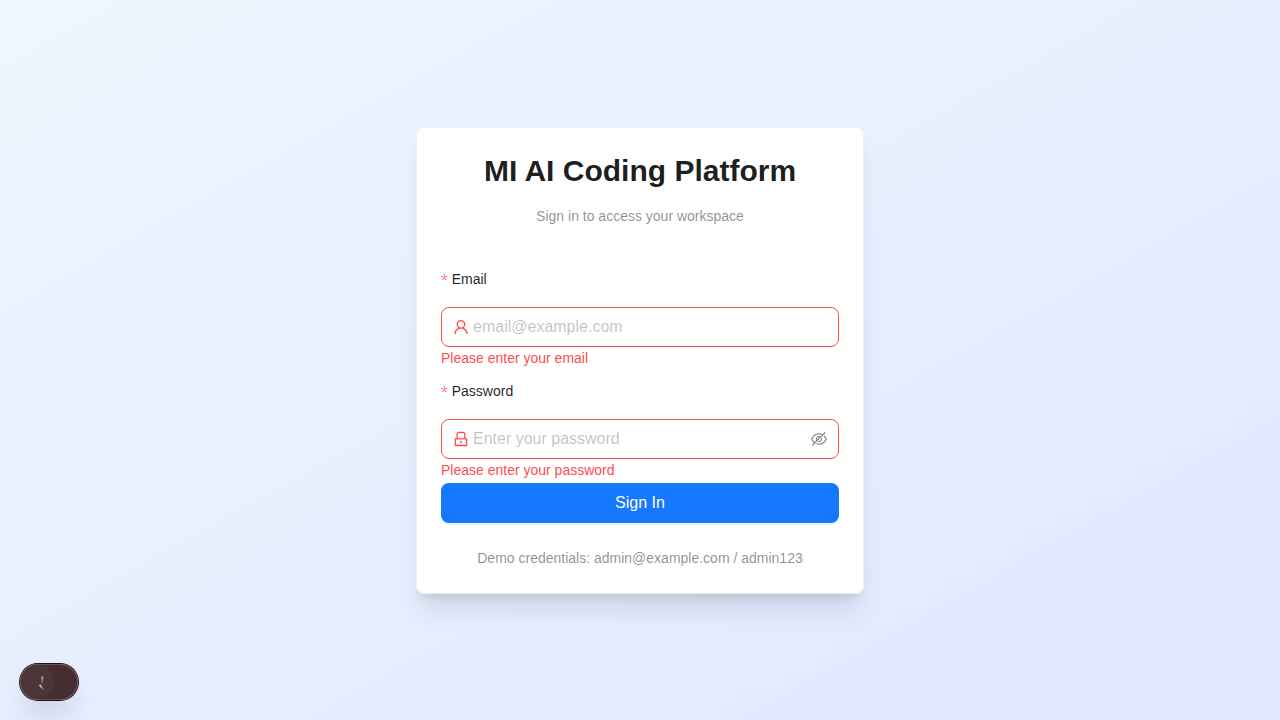 MI AI Coding Platform
Sign in to access your workspace
* Email
email@example.com
Please enter your email
* Password
Enter your password
Please enter your password
Sign In
Demo credentials: admin@example.com / admin123